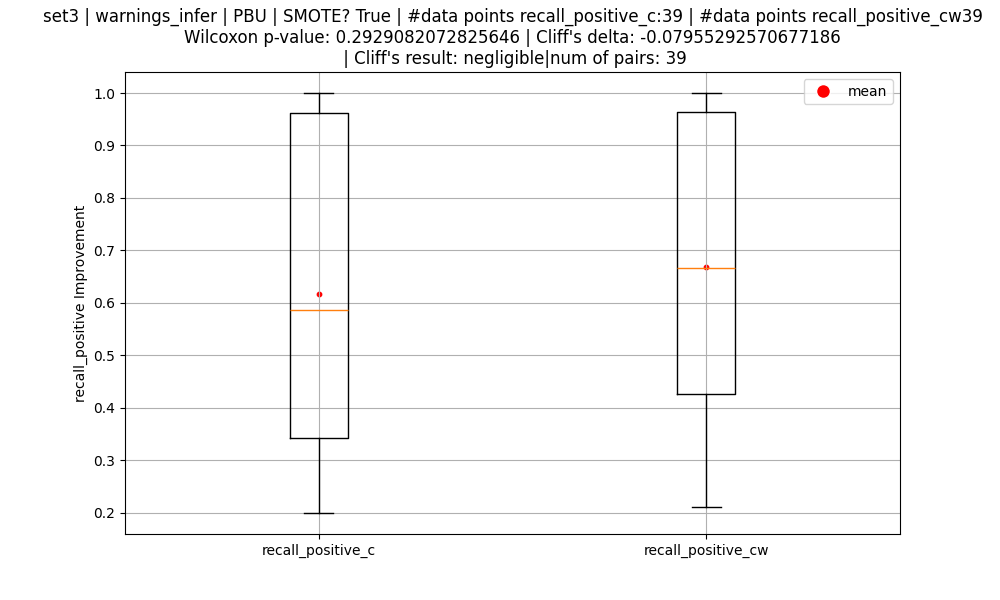 set3 | warnings_infer | PBU | SMOTE? True | #data points recall_positive_c:39 | #data points recall_positive_cw39
Wilcoxon p-value: 0.2929082072825646 | Cliff's delta: -0.07955292570677186
| Cliff's result: negligible|num of pairs: 39
mean
1.0
0.9
0.8
0.7
0.6
0.5
0.4
0.3
0.2
recall_positive Improvement
recall_positive_c
recall_positive_cw